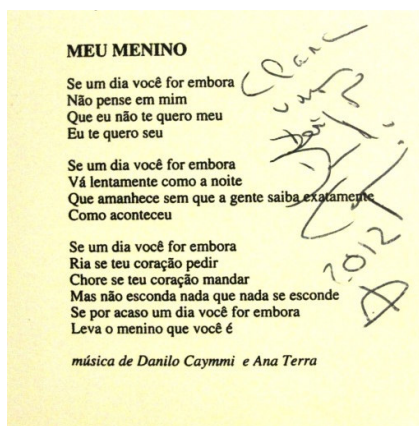 MEU MENINO
Se um dia você for embora
Não pense em mim
Que eu não te quero meu
Eu te quero seu
Se um dia você for embora
Vá lentamente como a noite
Que amanhece sem que a gente saiba exatamente
Como aconteceu
Se um dia você for embora
Ria se teu coração pedir
Chore se teu coração mandar
Mas não esconda nada que nada se esconde
Se por acaso um dia você for embora
Leva o menino que você é
música de Danilo Caymmi e Ana Terra
2012